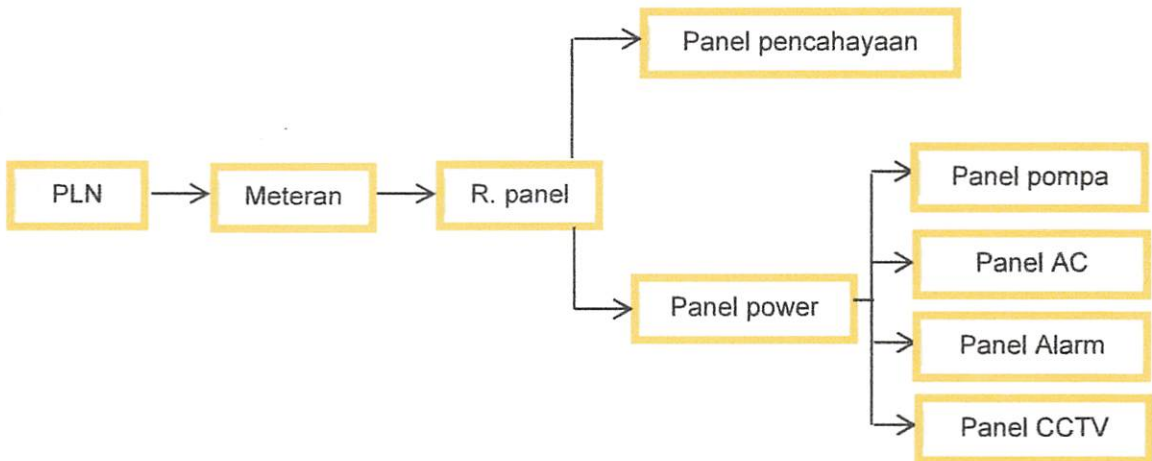 Panel pencahayaan
PLN
Meteran
R. panel
Panel power
Panel pompa
Panel AC
Panel Alarm
Panel CCTV